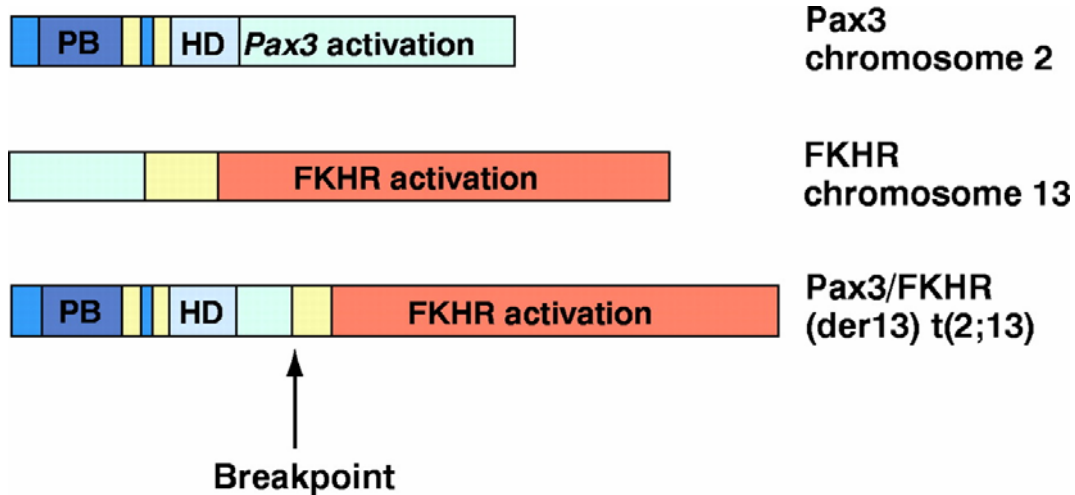 PB HD Pax3 activation
Pax3
chromosome 2
FKHR activation
FKHR
chromosome 13
PB HD FKHR activation
Pax3/FKHR
(der13) t(2;13)
Breakpoint